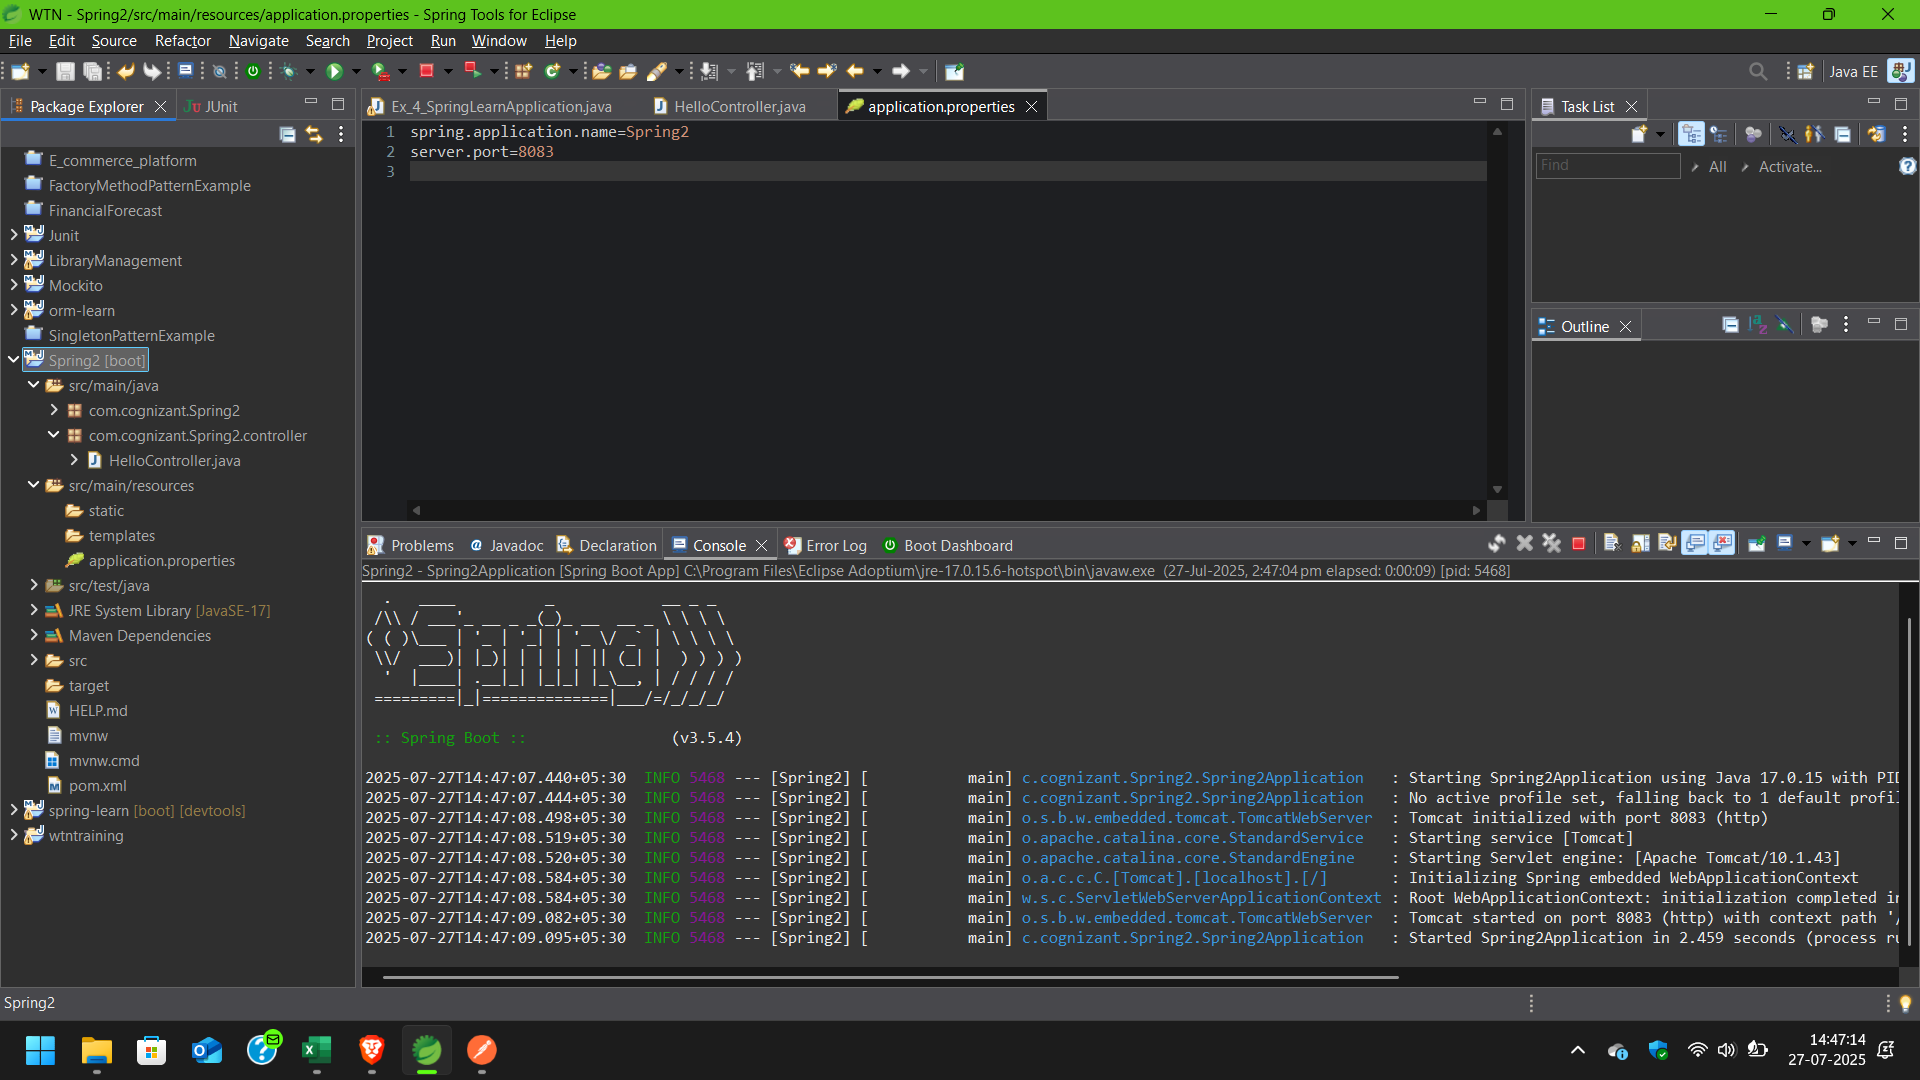 WTN - Spring2/src/main/resources/application.properties - Spring Tools for Eclipse
File Edit Source Refactor Navigate Search Project Run Window Help
Java EE
Package Explorer
JUnit
E_commerce_platform
FactoryMethodPatternExample
FinancialForecast
Junit
LibraryManagement
Mockito
orm-learn
SingletonPatternExample
Spring2 [boot]
src/main/java
com.cognizant.Spring2
com.cognizant.Spring2.controller
HelloController.java
src/main/resources
static
templates
application.properties
src/test/java
JRE System Library [JavaSE-17]
Maven Dependencies
src
target
HELP.md
mvnw
mvnw.cmd
pom.xml
spring-learn [boot] [devtools]
wtntraining
Ex_4_SpringLearnApplication.java
HelloController.java
application.properties
1 spring.application.name=Spring2
2 server.port=8083
3
Task List
Find
All
Activate...
Outline
Problems
Javadoc
Declaration
Console
Error Log
Boot Dashboard
Spring2 - Spring2Application [Spring Boot App] C:\Program Files\Eclipse Adoptium\jre-17.0.15.6-hotspot\bin\javaw.exe (27-Jul-2025, 2:47:04 pm elapsed: 0:00:09) [pid: 5468]
Spring
:: Spring Boot :: (v3.5.4)
2025-07-27T14:47:07.440+05:30 INFO 5468 --- [Spring2] [ main] c.cognizant.Spring2.Spring2Application : Starting Spring2Application using Java 17.0.15 with PID
2025-07-27T14:47:07.444+05:30 INFO 5468 --- [Spring2] [ main] c.cognizant.Spring2.Spring2Application : No active profile set, falling back to 1 default profil
2025-07-27T14:47:08.498+05:30 INFO 5468 --- [Spring2] [ main] o.s.b.w.embedded.tomcat.TomcatWebServer : Tomcat initialized with port 8083 (http)
2025-07-27T14:47:08.519+05:30 INFO 5468 --- [Spring2] [ main] o.apache.catalina.core.StandardService : Starting service [Tomcat]
2025-07-27T14:47:08.520+05:30 INFO 5468 --- [Spring2] [ main] o.apache.catalina.core.StandardEngine : Starting Servlet engine: [Apache Tomcat/10.1.43]
2025-07-27T14:47:08.584+05:30 INFO 5468 --- [Spring2] [ main] o.a.c.c.C.[Tomcat].[localhost].[/] : Initializing Spring embedded WebApplicationContext
2025-07-27T14:47:08.584+05:30 INFO 5468 --- [Spring2] [ main] w.s.c.ServletWebServerApplicationContext : Root WebApplicationContext: initialization completed in
2025-07-27T14:47:09.082+05:30 INFO 5468 --- [Spring2] [ main] o.s.b.w.embedded.tomcat.TomcatWebServer : Tomcat started on port 8083 (http) with context path '/
2025-07-27T14:47:09.095+05:30 INFO 5468 --- [Spring2] [ main] c.cognizant.Spring2.Spring2Application : Started Spring2Application in 2.459 seconds (process ru
Spring2
14:47:14
27-07-2025